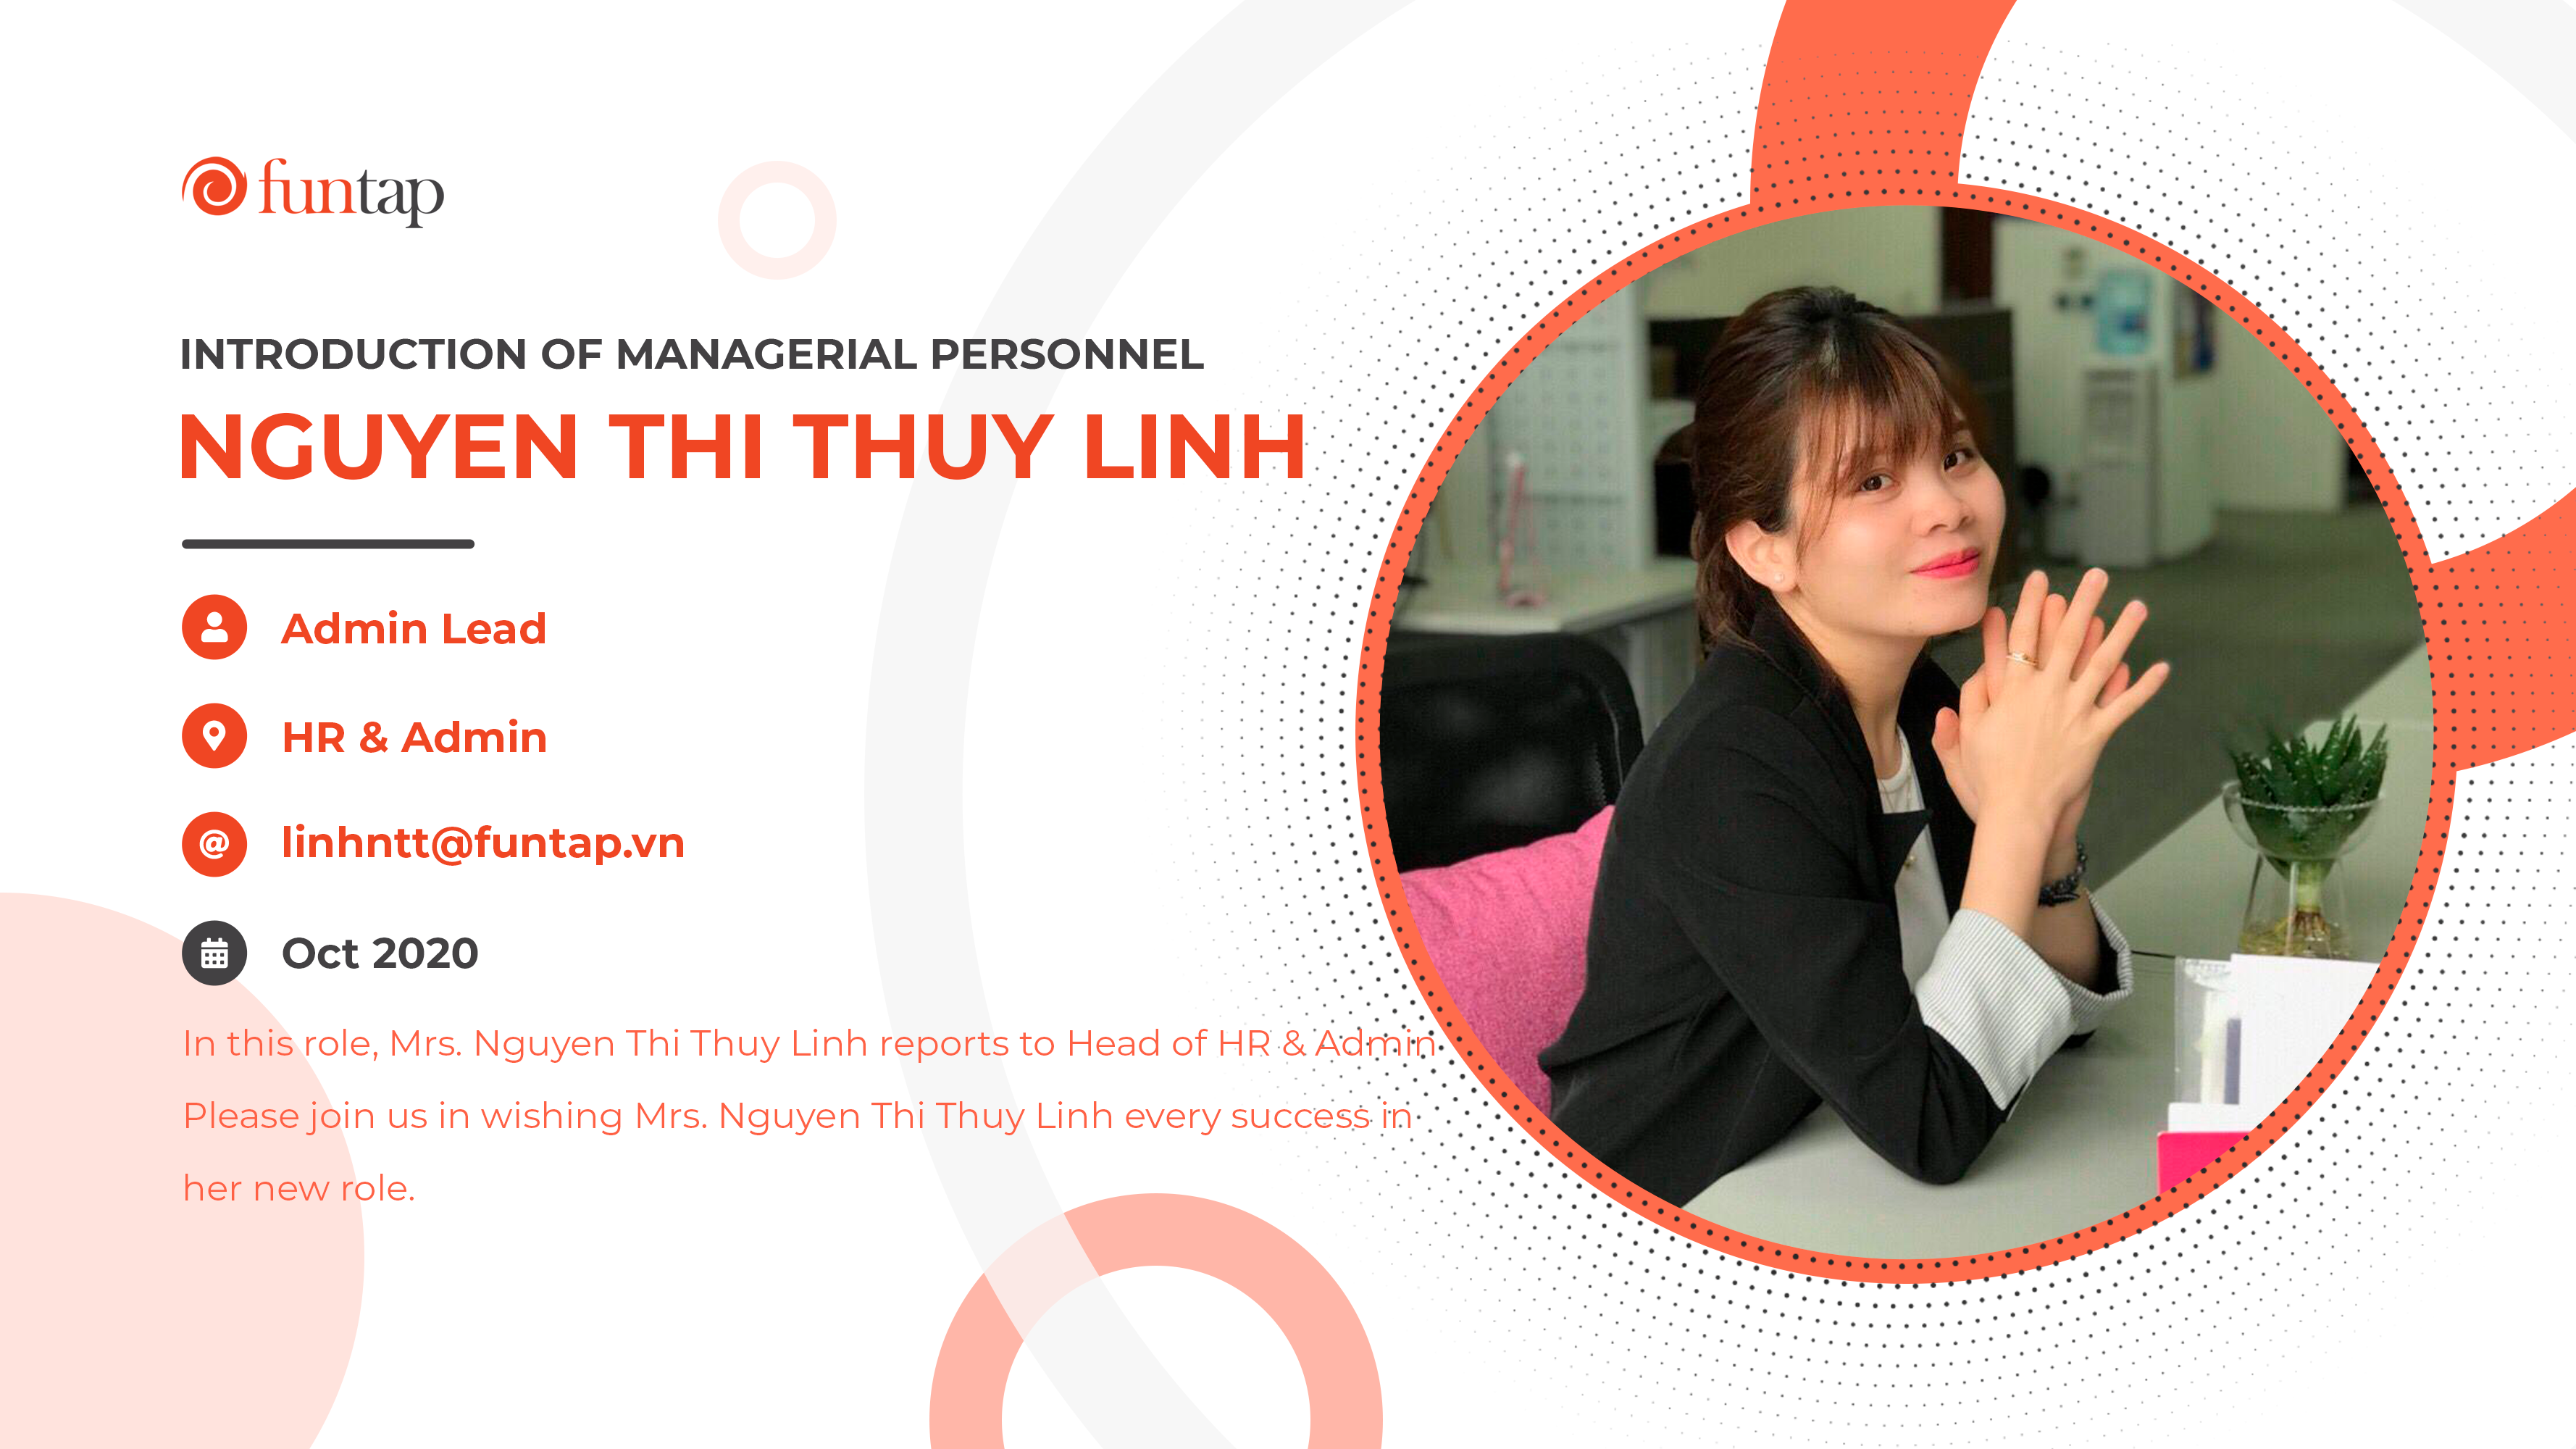 funtap
INTRODUCTION OF MANAGERIAL PERSONNEL
NGUYEN THI THUY LINH
Admin Lead
HR & Admin
linhntt@funtap.vn
Oct 2020
In this role, Mrs. Nguyen Thi Thuy Linh reports to Head of HR & Admin
Please join us in wishing Mrs. Nguyen Thi Thuy Linh every success in
her new role.